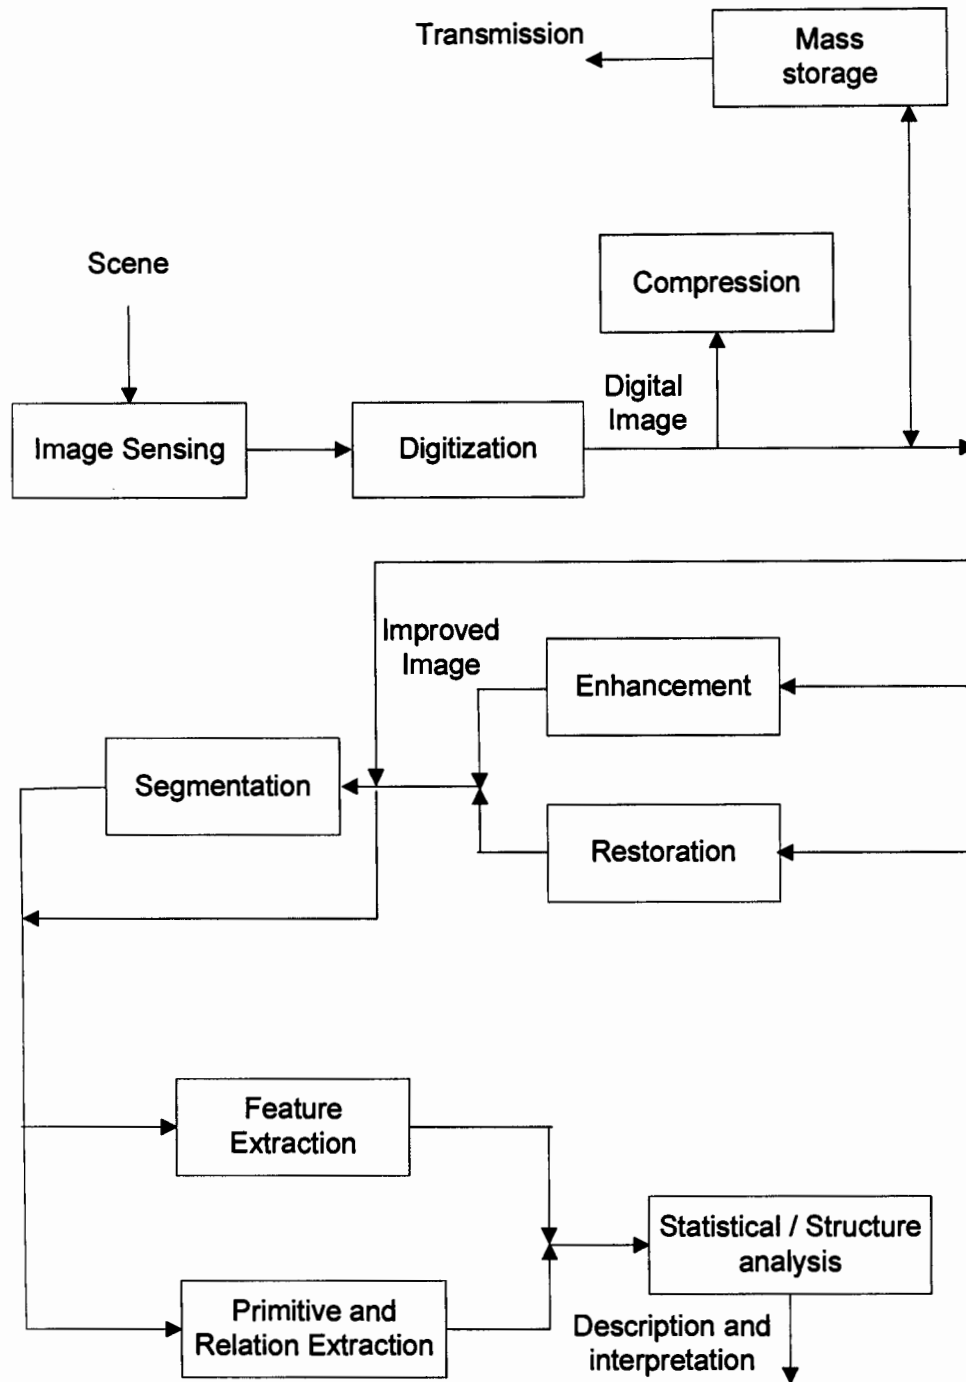 Transmission
Mass
storage
Scene
Compression
Digital
Image
Image Sensing
Digitization
Improved
Image
Enhancement
Segmentation
Restoration
Feature
Extraction
Statistical / Structure
analysis
Primitive and
Relation Extraction
Description and
interpretation